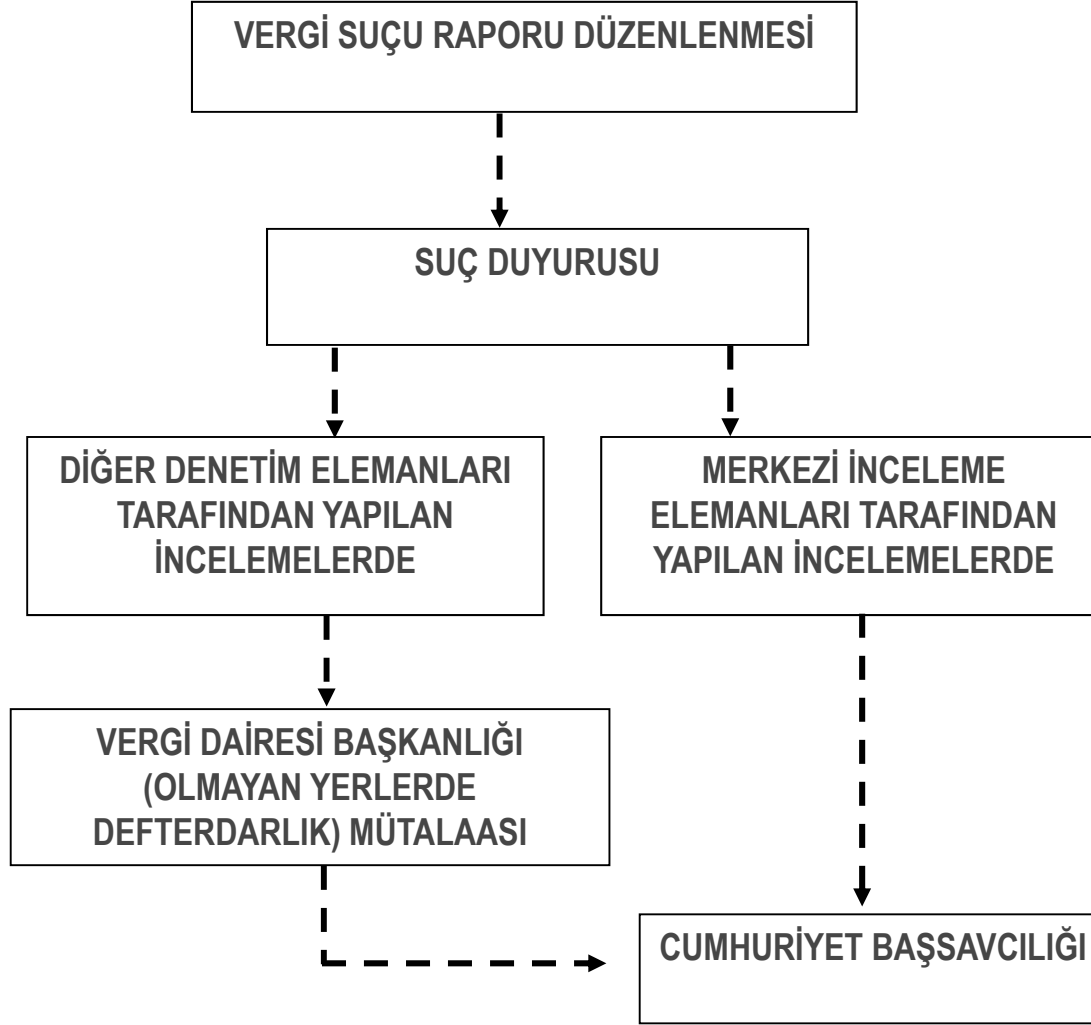 VERGİ SUÇU RAPORU DÜZENLENMESİ
SUÇ DUYURUSU
DİĞER DENETİM ELEMANLARI
TARAFINDAN YAPILAN
İNCELEMELERDE
MERKEZİ İNCELEME
ELEMANLARI TARAFINDAN
YAPILAN İNCELEMELERDE
VERGİ DAİRESİ BAŞKANLIĞI
(OLMAYAN YERLERDE
DEFTERDARLIK) MÜTALAASI
CUMHURİYET BAŞSAVCILIĞI